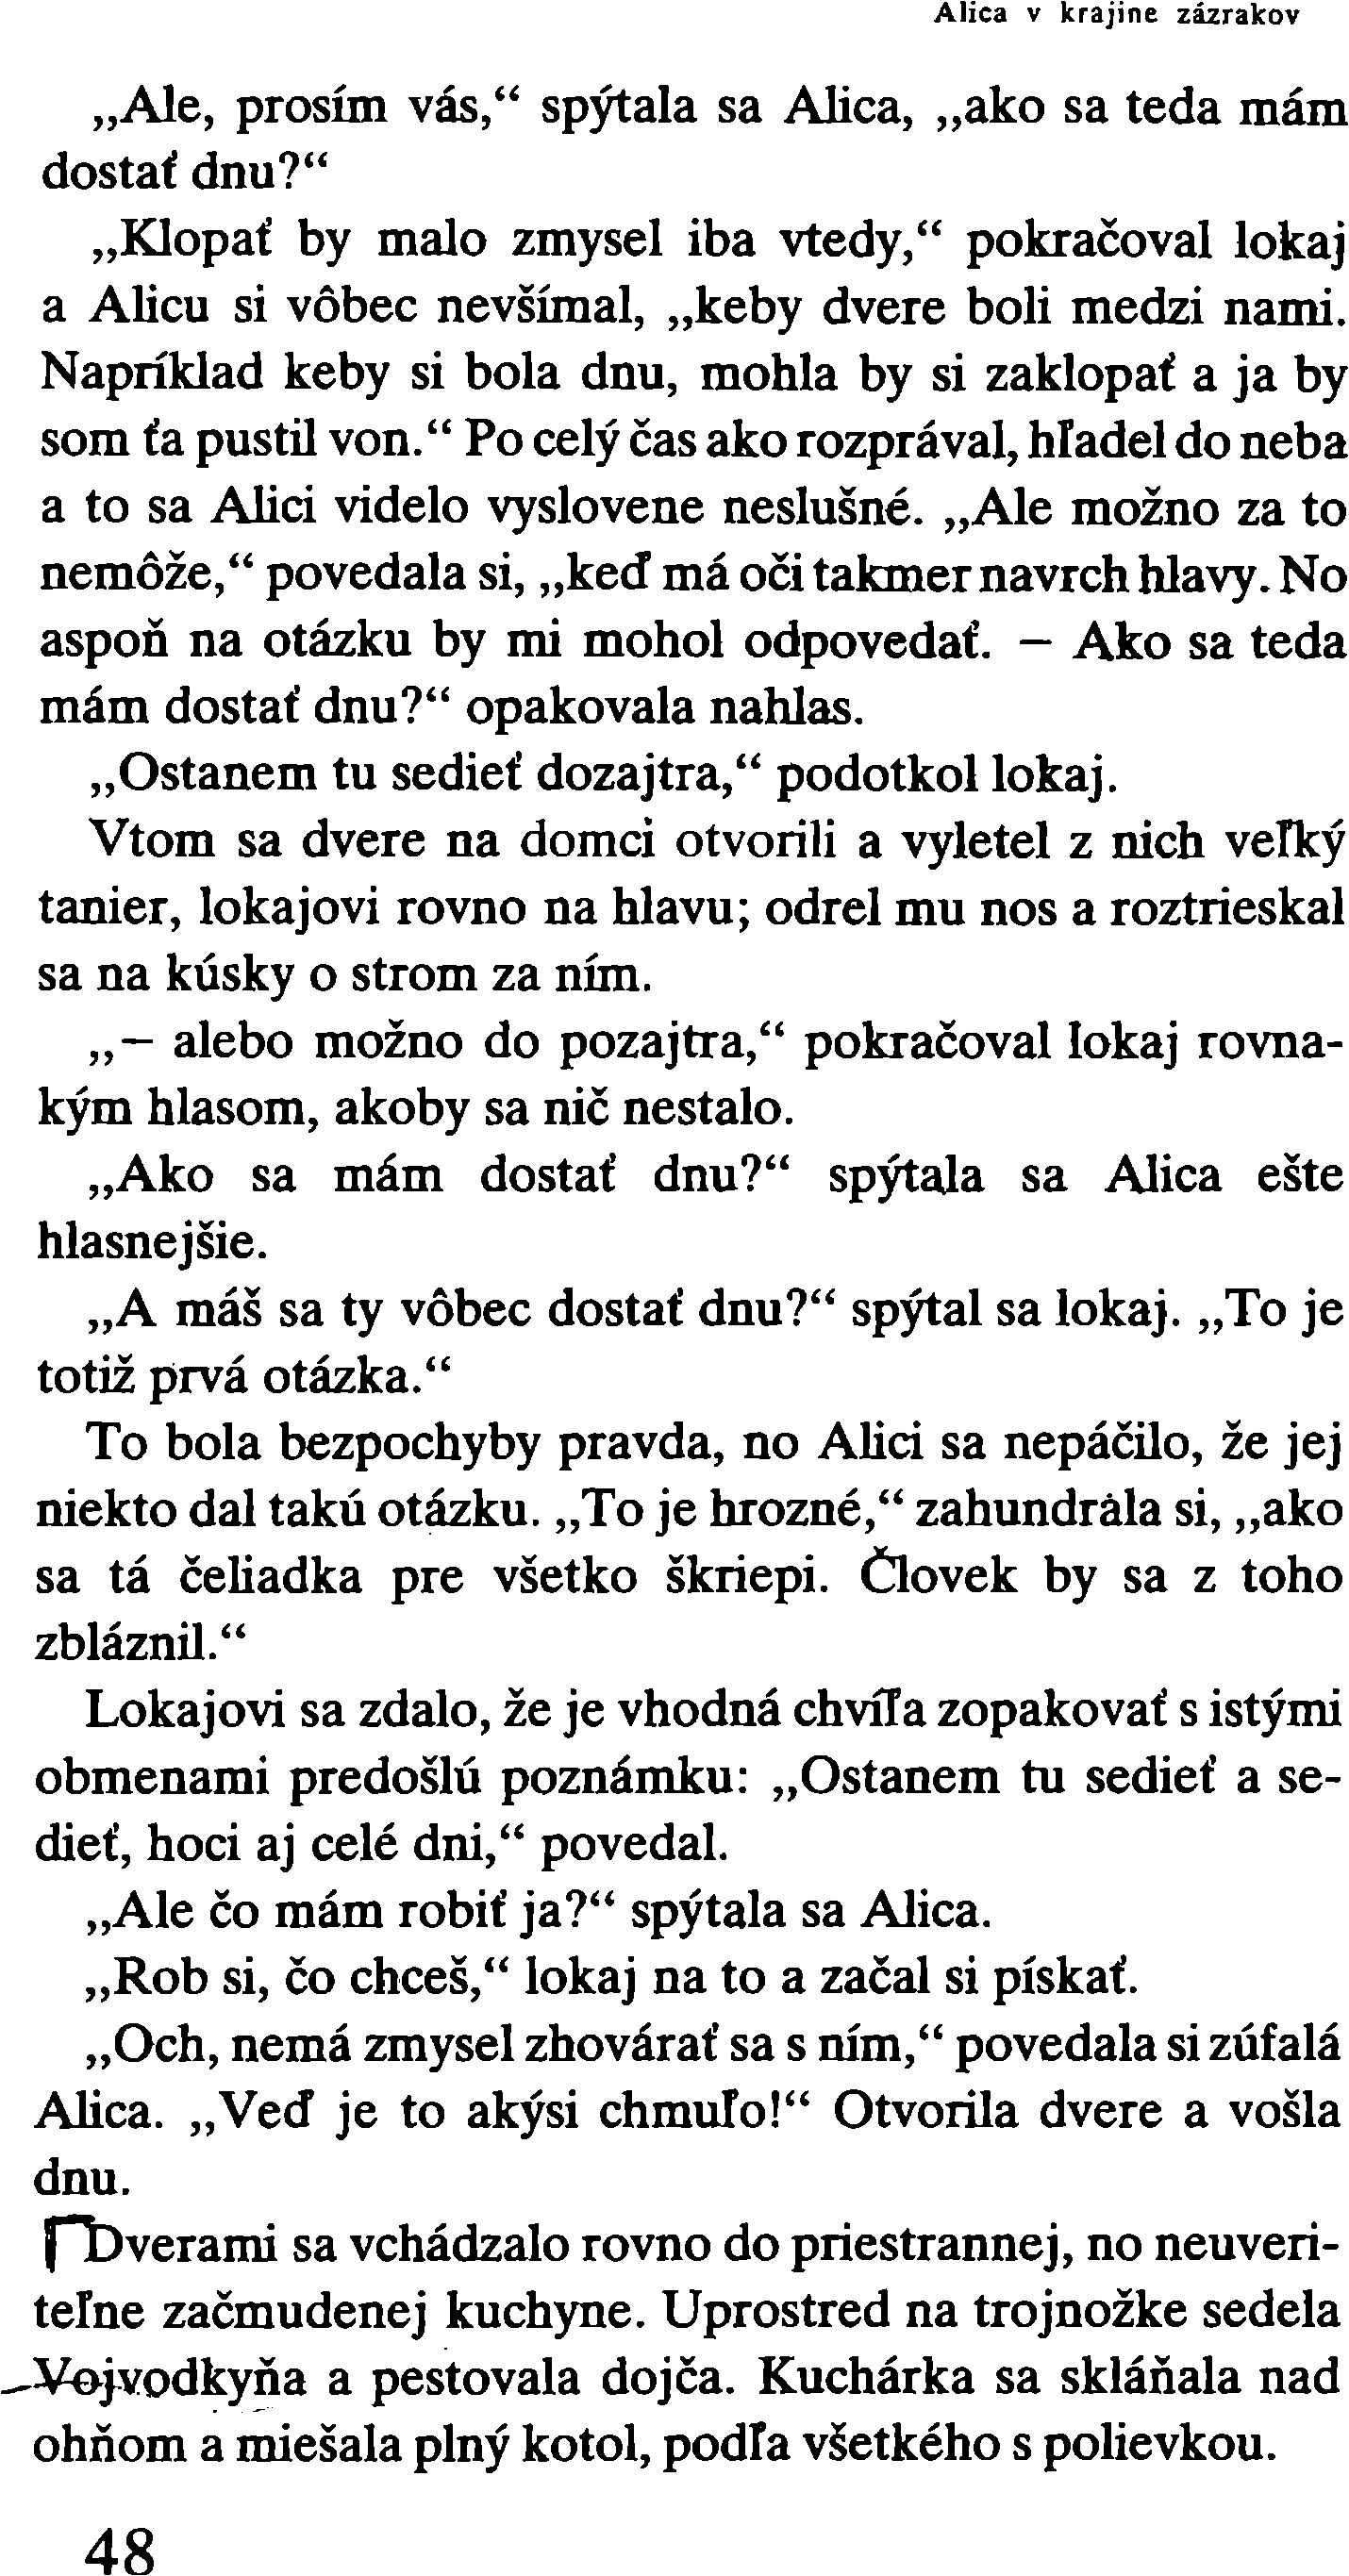 Alica v krajine zázrakov
„Ale, prosím vás,“ spýtala sa Alica, „ako sa teda mám
dostať dnu?“
„Klopať by malo zmysel iba vtedy,“ pokračoval lokaj
a Alicu si vôbec nevšímal, „keby dvere boli medzi nami.
Napríklad keby si bola dnu, mohla by si zaklopať a ja by
som ťa pustil von.“ Po celý čas ako rozprával, hľadel do neba
a to sa Alici videlo vyslovene neslušné. „Ale možno za to
nemôže,“ povedala si, „keď má oči takmer navrch hlavy. No
aspoň na otázku by mi mohol odpovedať. – Ako sa teda
mám dostať dnu?“ opakovala nahlas.
„Ostanem tu sedieť dozajtra,“ podotkol lokaj.
Vtom sa dvere na domci otvorili a vyletel z nich veľký
tanier, lokajovi rovno na hlavu; odrel mu nos a roztrieskal
sa na kúsky o strom za ním.
„– alebo možno do pozajtra,“ pokračoval lokaj rovna-
kým hlasom, akoby sa nič nestalo.
„Ako sa mám dostať dnu?“ spýtala sa Alica ešte
hlasnejšie.
„A máš sa ty vôbec dostať dnu?“ spýtal sa lokaj. „To je
totiž prvá otázka.“
To bola bezpochyby pravda, no Alici sa nepáčilo, že jej
niekto dal takú otázku. „To je hrozné,“ zahundrala si, „ako
sa tá čeliadka pre všetko škriepi. Človek by sa z toho
zbláznil.“
Lokajovi sa zdalo, že je vhodná chvíľa zopakovať s istými
obmenami predošlú poznámku: „Ostanem tu sedieť a se-
dieť, hoci aj celé dni,“ povedal.
„Ale čo mám robiť ja?“ spýtala sa Alica.
„Rob si, čo chceš,“ lokaj na to a začal si pískať.
„Och, nemá zmysel zhovárať sa s ním,“ povedala si zúfalá
Alica. „Veď je to akýsi chmuľo!“ Otvorila dvere a vošla
dnu.
Dverami sa vchádzalo rovno do priestrannej, no neuveri-
teľne začmudenej kuchyne. Uprostred na trojnožke sedela
Vojvodkyňa a pestovala dojča. Kuchárka sa skláňala nad
ohňom a miešala plný kotol, podľa všetkého s polievkou.
48